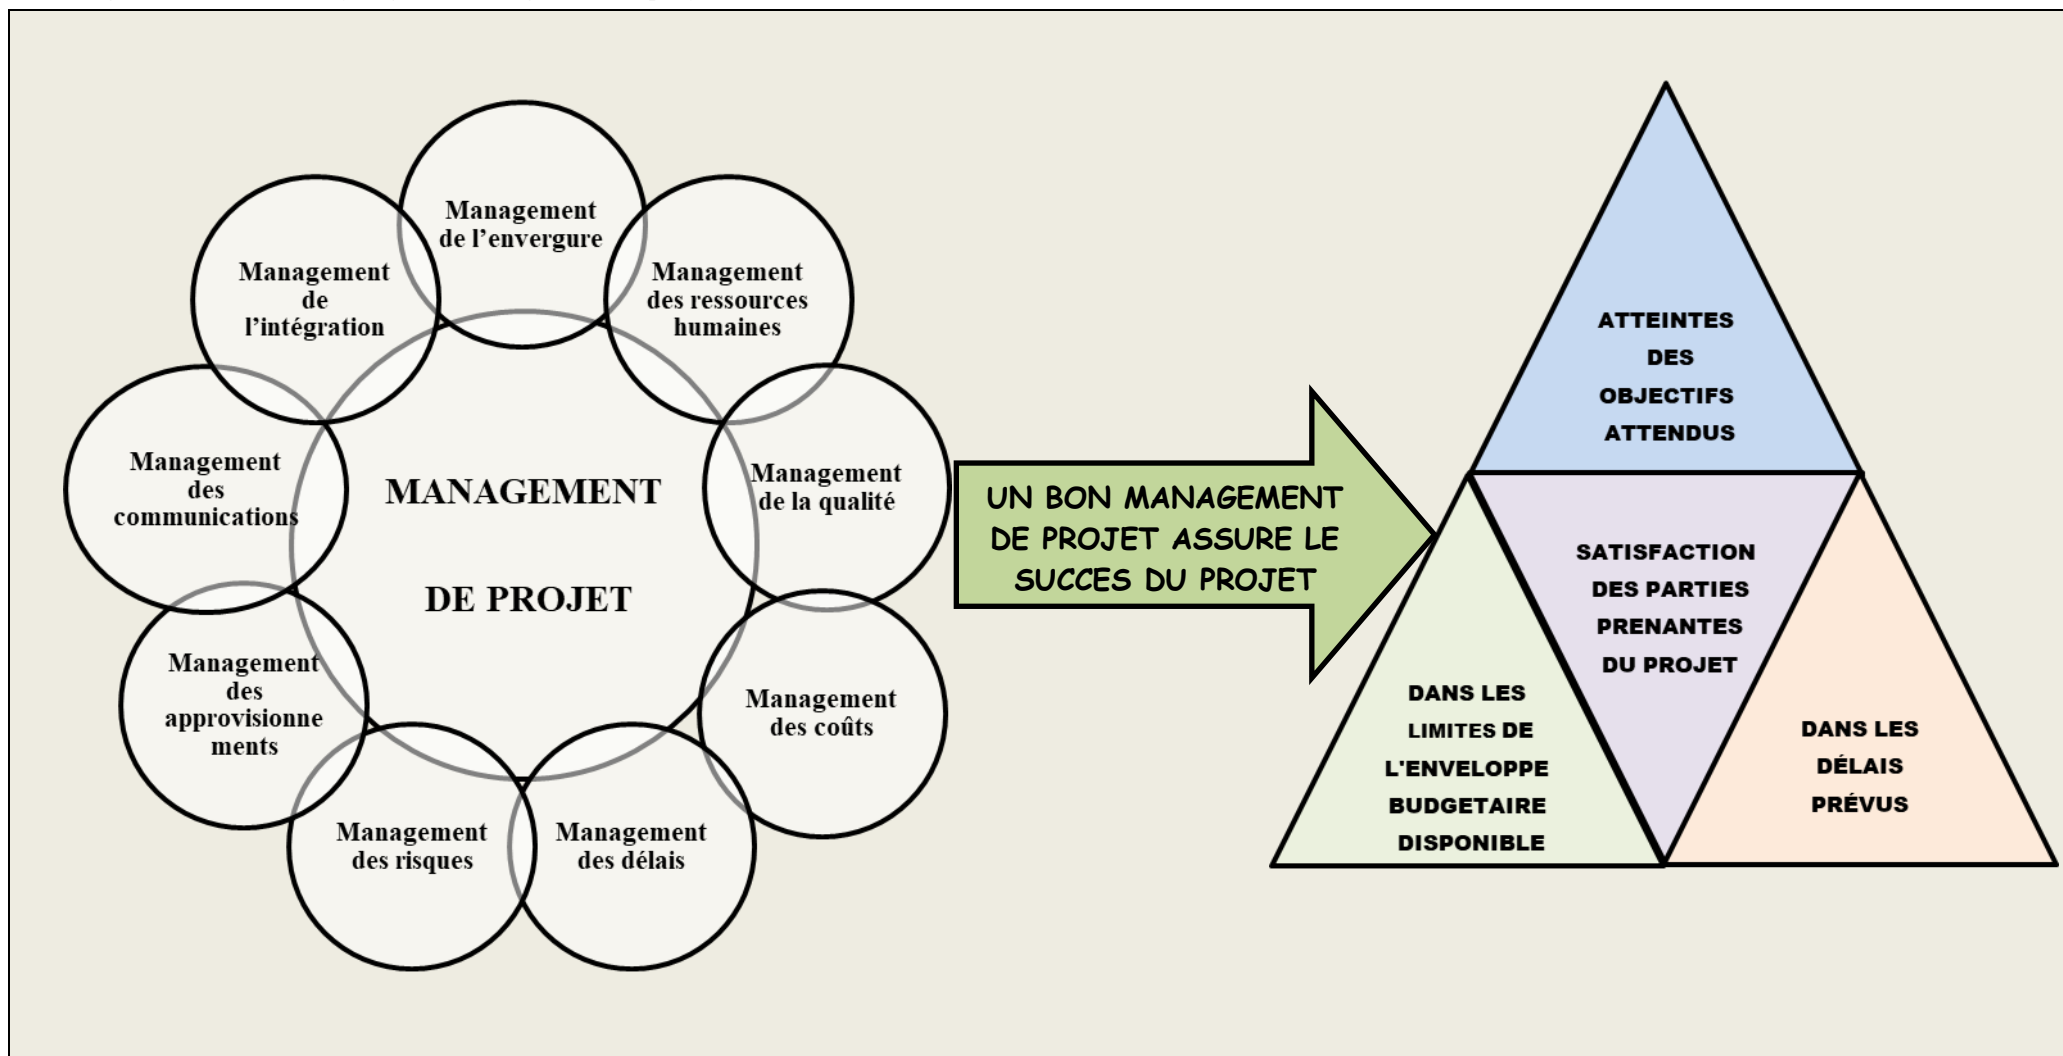 Management
de l'envergure
Management
des ressources
humaines
Management
de la qualité
Management
des coûts
Management
des délais
Management
des risques
Management
des
approvisionne
ments
Management
des
communications
Management
de
l'intégration
MANAGEMENT
DE PROJET
UN BON MANAGEMENT
DE PROJET ASSURE LE
SUCCES DU PROJET
ATTEINTES
DES
OBJECTIFS
ATTENDUS
SATISFACTION
DES PARTIES
PRENANTES
DU PROJET
DANS LES
LIMITES DE
L'ENVELOPPE
BUDGETAIRE
DISPONIBLE
DANS LES
DÉLAIS
PRÉVUS